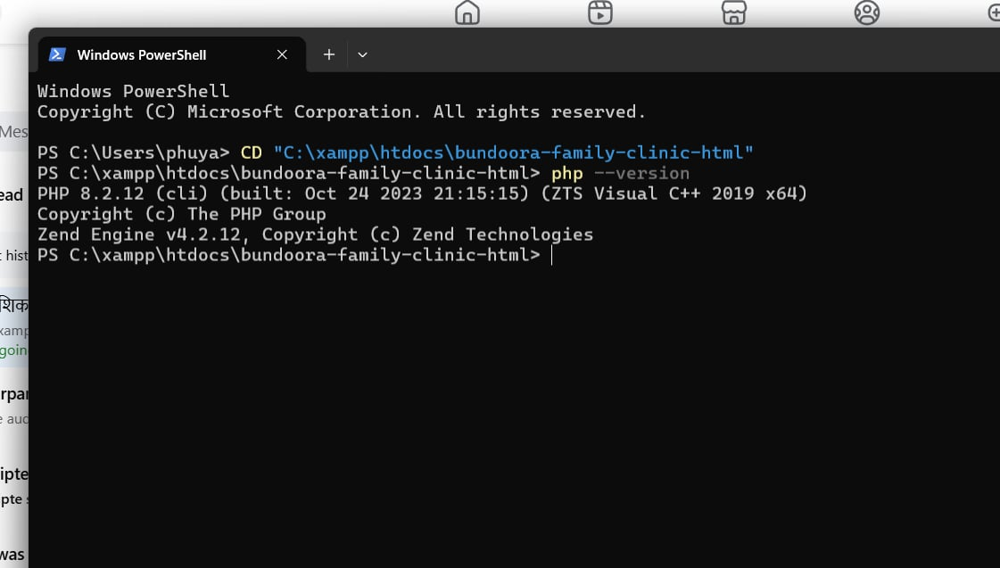 Windows PowerShell
Windows PowerShell
Copyright (C) Microsoft Corporation. All rights reserved.
PS C:\Users\phuya> CD "C:\xampp\htdocs\bundoora-family-clinic-html"
PS C:\xampp\htdocs\bundoora-family-clinic-html> php --version
PHP 8.2.12 (cli) (built: Oct 24 2023 21:15:15) (ZTS Visual C++ 2019 x64)
Copyright (c) The PHP Group
Zend Engine v4.2.12, Copyright (c) Zend Technologies
PS C:\xampp\htdocs\bundoora-family-clinic-html>
Mes
ead
hist
शिक
xamp
goin
rpar
e aud
ipte
pte s
was